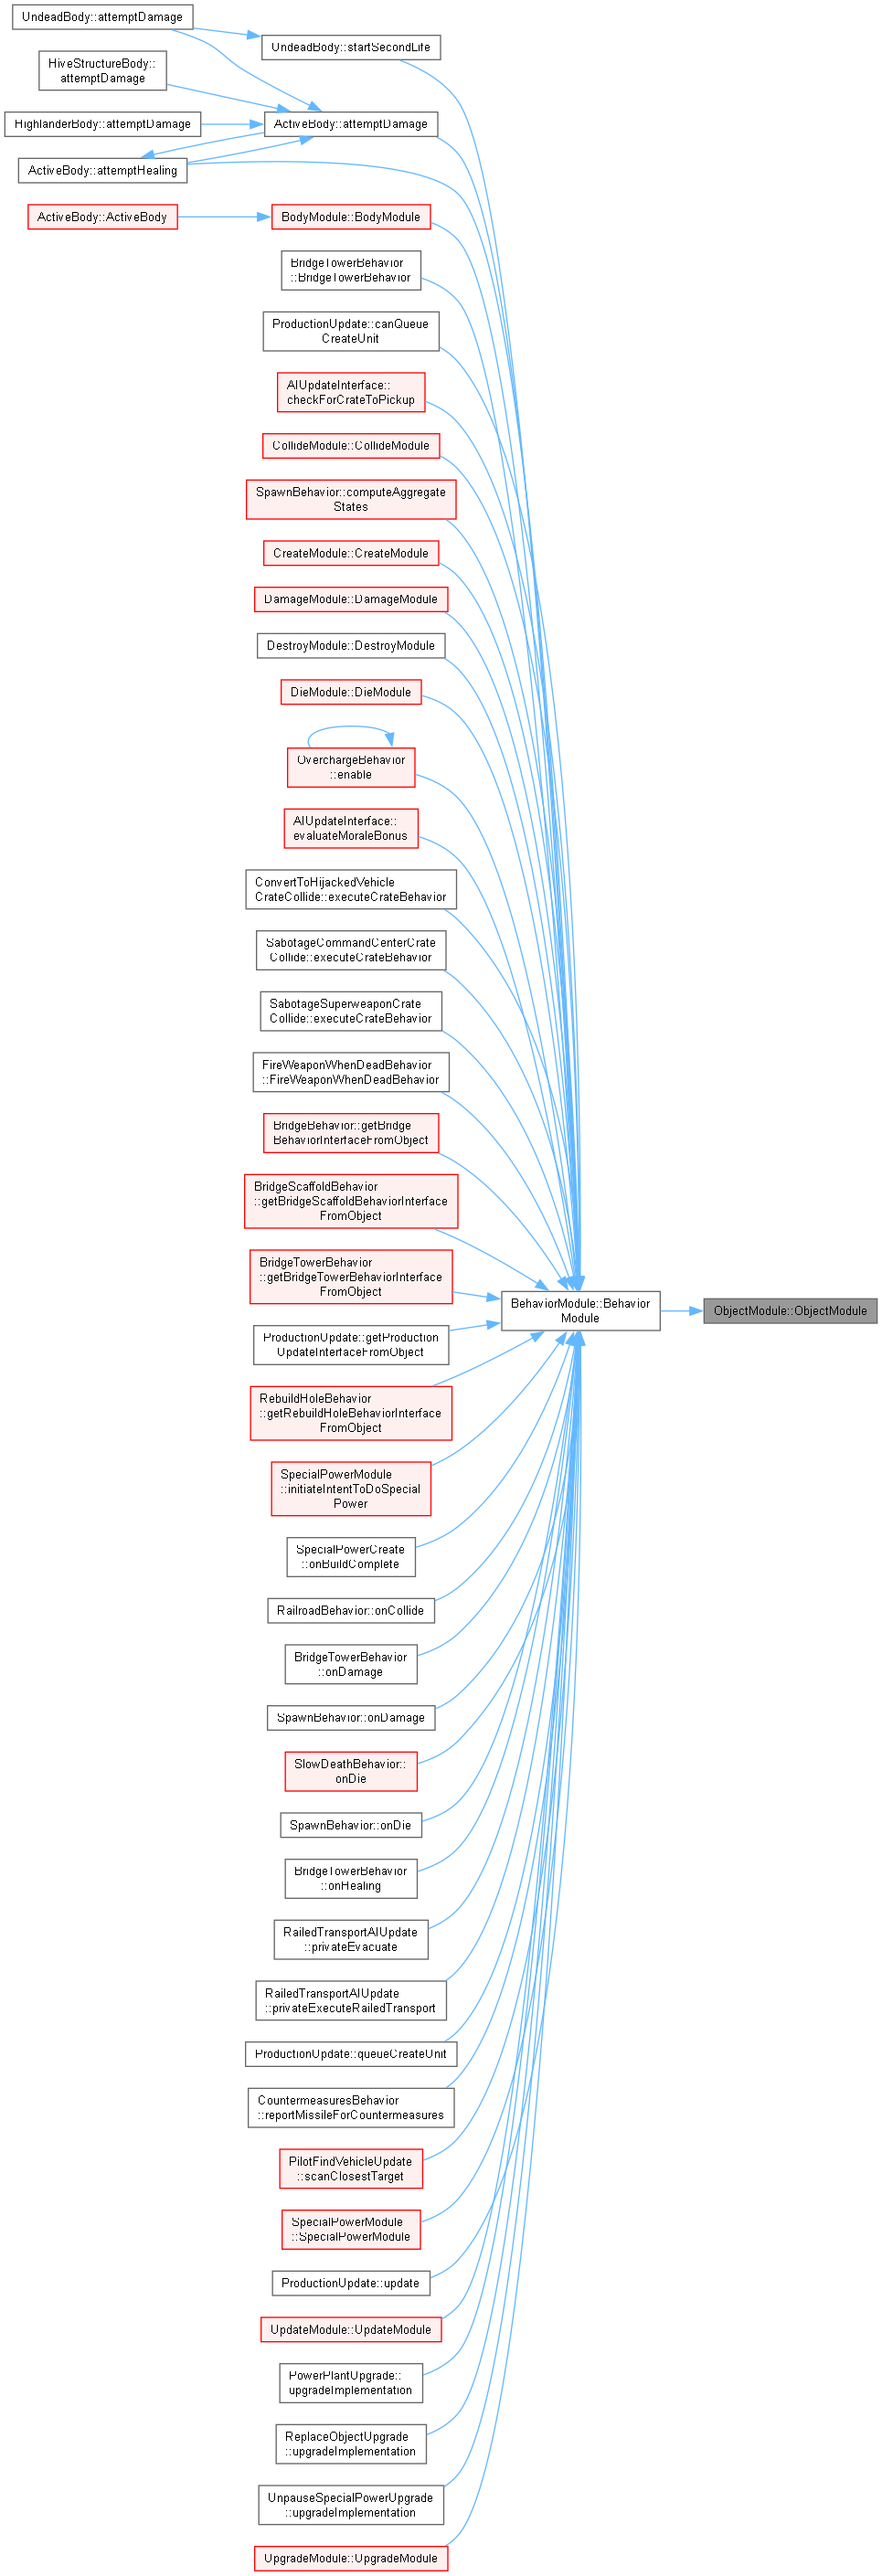 UndeadBody::attemptDamage
UndeadBody::startSecondLife
HiveStructureBody::
attemptDamage
HighlanderBody::attemptDamage
ActiveBody::attemptDamage
ActiveBody::attemptHealing
ActiveBody::ActiveBody
BodyModule::BodyModule
BridgeTowerBehavior
::BridgeTowerBehavior
ProductionUpdate::canQueue
CreateUnit
AIUpdateInterface::
checkForCrateToPickup
CollideModule::CollideModule
SpawnBehavior::computeAggregate
States
CreateModule::CreateModule
DamageModule::DamageModule
DestroyModule::DestroyModule
DieModule::DieModule
OverchargeBehavior
::enable
AIUpdateInterface::
evaluateMoraleBonus
ConvertToHijackedVehicle
CrateCollide::executeCrateBehavior
SabotageCommandCenterCrate
Collide::executeCrateBehavior
SabotageSuperweaponCrate
Collide::executeCrateBehavior
FireWeaponWhenDeadBehavior
::FireWeaponWhenDeadBehavior
BridgeBehavior::getBridge
BehaviorInterfaceFromObject
BridgeScaffoldBehavior
::getBridgeScaffoldBehaviorInterface
FromObject
BridgeTowerBehavior
::getBridgeTowerBehaviorInterface
FromObject
BehaviorModule::Behavior
Module
ObjectModule::ObjectModule
ProductionUpdate::getProduction
UpdateInterfaceFromObject
RebuildHoleBehavior
::getRebuildHoleBehaviorInterface
FromObject
SpecialPowerModule
::initiateIntentToDoSpecial
Power
SpecialPowerCreate
::onBuildComplete
RailroadBehavior::onCollide
BridgeTowerBehavior
::onDamage
SpawnBehavior::onDamage
SlowDeathBehavior::
onDie
SpawnBehavior::onDie
BridgeTowerBehavior
::onHealing
RailedTransportAIUpdate
::privateEvacuate
RailedTransportAIUpdate
::privateExecuteRailedTransport
ProductionUpdate::queueCreateUnit
CountermeasuresBehavior
::reportMissileForCountermeasures
PilotFindVehicleUpdate
::scanClosestTarget
SpecialPowerModule
::SpecialPowerModule
ProductionUpdate::update
UpdateModule::UpdateModule
PowerPlantUpgrade::
upgradeImplementation
ReplaceObjectUpgrade
::upgradeImplementation
UnpauseSpecialPowerUpgrade
::upgradeImplementation
UpgradeModule::UpgradeModule